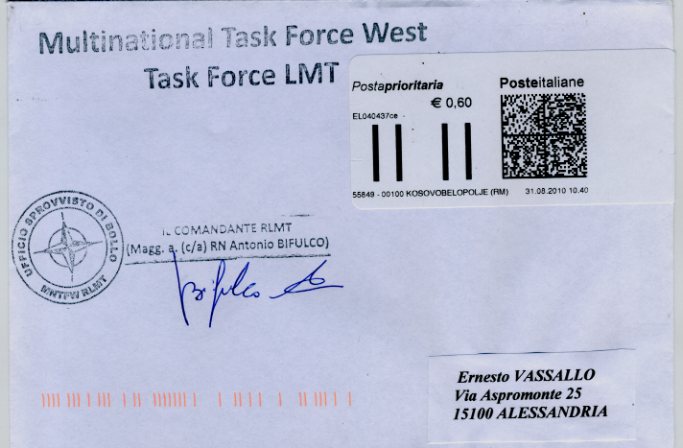 Multinational Task Force West
Task Force LMT
Postaprioritaria
Posteitaliane
€ 0,60
EL040437ce
55849 - 00100 KOSOVOBELOPOLJE (RM) 31.08.2010 10.40
UFFICIO SPROVVISTO DI BOLLO
MNTFW RLMT
IL COMANDANTE RLMT
(Magg. a. (c/a) RN Antonio BIFULCO)
Bifulco A
Ernesto VASSALLO
Via Aspromonte 25
15100 ALESSANDRIA